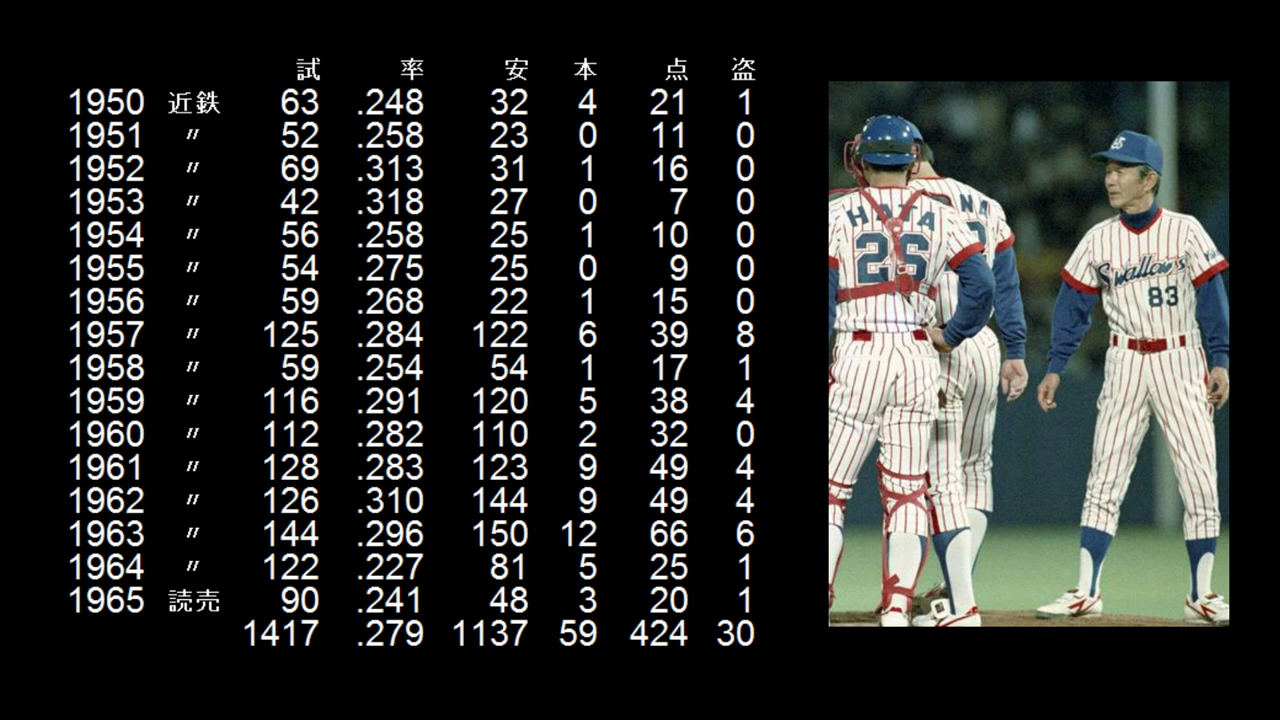 試 率 安 本 点 盗
1950 近鉄 63 .248 32 4 21 1
1951 〃 52 .258 23 0 11 0
1952 〃 69 .313 31 1 16 0
1953 〃 42 .318 27 0 7 0
1954 〃 56 .258 25 1 10 0
1955 〃 54 .275 25 0 9 0
1956 〃 59 .268 22 1 15 0
1957 〃 125 .284 122 6 39 8
1958 〃 59 .254 54 1 17 1
1959 〃 116 .291 120 5 38 4
1960 〃 112 .282 110 2 32 0
1961 〃 128 .283 123 9 49 4
1962 〃 126 .310 144 9 49 4
1963 〃 144 .296 150 12 66 6
1964 〃 122 .227 81 5 25 1
1965 読売 90 .241 48 3 20 1
1417 .279 1137 59 424 30
YS
HATA
26
NA
Swallows
83